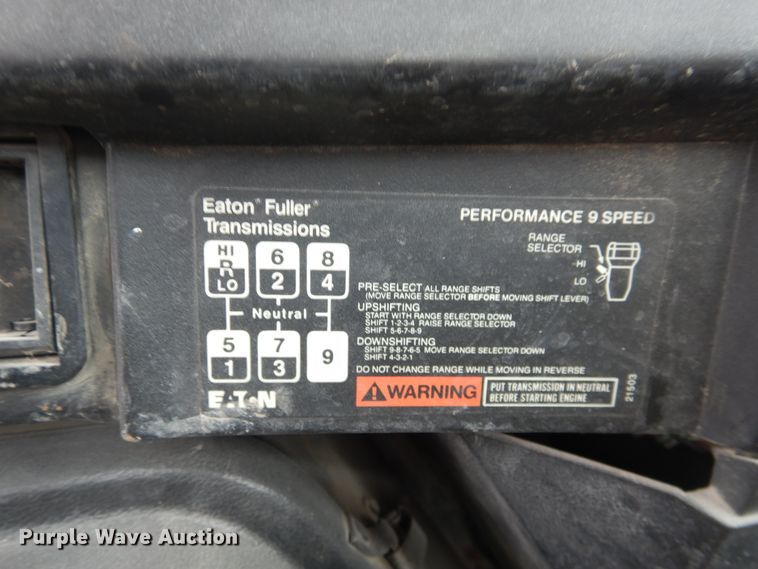 Eaton® Fuller®
Transmissions
PERFORMANCE 9 SPEED
RANGE
SELECTOR
HI
LO
HI
R
LO
6
2
8
4
Neutral
5
1
7
3
9
PRE-SELECT ALL RANGE SHIFTS
(MOVE RANGE SELECTOR BEFORE MOVING SHIFT LEVER)
UPSHIFTING
START WITH RANGE SELECTOR DOWN
SHIFT 1-2-3-4 RAISE RANGE SELECTOR
SHIFT 5-6-7-8-9
DOWNSHIFTING
SHIFT 9-8-7-6-5 MOVE RANGE SELECTOR DOWN
SHIFT 4-3-2-1
DO NOT CHANGE RANGE WHILE MOVING IN REVERSE
WARNING
PUT TRANSMISSION IN NEUTRAL
BEFORE STARTING ENGINE
21503
EATON
Purple Wave Auction